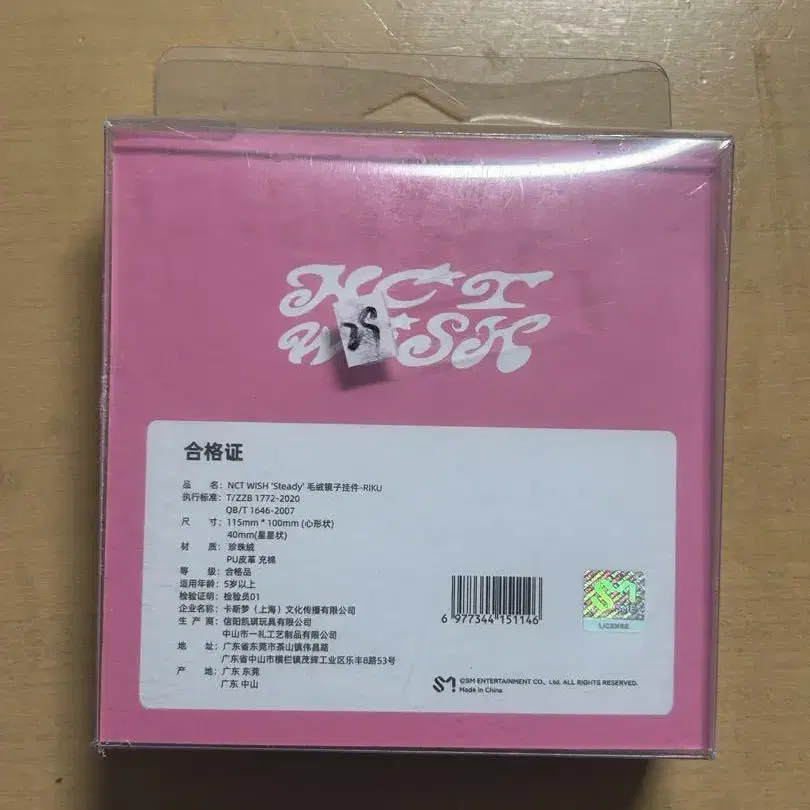 NCT
WISH
29
合格证
品 名：NCT WISH 'Steady' 毛绒镜子挂件-RIKU
执行标准：T/ZZB 1772-2020
QB/T 1646-2007
尺 寸：115mm * 100mm (心形状)
40mm(星星状)
材 质：珍珠绒
PU皮革 充棉
等 级：合格品
适用年龄：5岁以上
检验证明：检验员01
企业名称：卡斯梦（上海）文化传播有限公司
生 产 商：信阳凯琪玩具有限公司
中山市一礼工艺制品有限公司
地 址：广东省东莞市茶山镇伟昌路
广东省中山市横栏镇茂辉工业区乐丰8路53号
产 地：广东 东莞
广东 中山
6 977344 151146
SM
LICENSE
SM ©SM ENTERTAINMENT CO., Ltd. ALL RIGHTS RESERVED.
Made in China